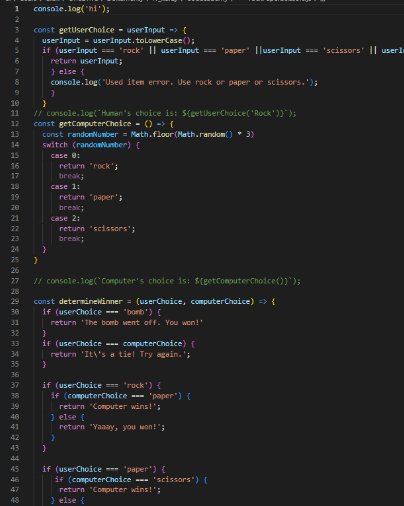 1 console.log('hi');
2
3 const getUserChoice = userInput => {
4 userInput = userInput.toLowerCase();
5 if (userInput === 'rock' || userInput === 'paper' ||userInput === 'scissors' ||
6 return userInput;
7 } else {
8 console.log('Used item error. Use rock or paper or scissors.');
9 }
10 }
11 // console.log(`Human's choice is: ${getUserChoice('Rock')}`);
12 const getComputerChoice = () => {
13 const randomNumber = Math.floor(Math.random() * 3)
14 switch (randomNumber) {
15 case 0:
16 return 'rock';
17 break;
18 case 1:
19 return 'paper';
20 break;
21 case 2:
22 return 'scissors';
23 break;
24 }
25 }
26
27 // console.log(`Computer's choice is: ${getComputerChoice()}`);
28
29 const determineWinner = (userChoice, computerChoice) => {
30 if (userChoice === 'bomb') {
31 return 'The bomb went off. You won!'
32 }
33 if (userChoice === computerChoice) {
34 return 'It\'s a tie! Try again.';
35 }
36
37 if (userChoice === 'rock') {
38 if (computerChoice === 'paper') {
39 return 'Computer wins!';
40 } else {
41 return 'Yaaay, you won!';
42 }
43 }
44
45 if (userChoice === 'paper') {
46 if (computerChoice === 'scissors') {
47 return 'Computer wins!';
48 } else {